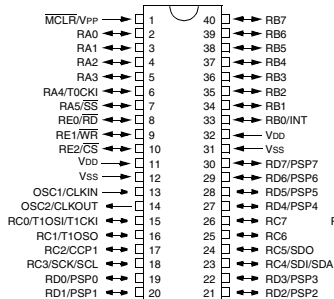 MCLR/VPP 1 40 RB7
RA0 2 39 RB6
RA1 3 38 RB5
RA2 4 37 RB4
RA3 5 36 RB3
RA4/T0CKI 6 35 RB2
RA5/SS 7 34 RB1
RE0/RD 8 33 RB0/INT
RE1/WR 9 32 VDD
RE2/CS 10 31 VSS
VDD 11 30 RD7/PSP7
VSS 12 29 RD6/PSP6
OSC1/CLKIN 13 28 RD5/PSP5
OSC2/CLKOUT 14 27 RD4/PSP4
RC0/T1OSI/T1CKI 15 26 RC7 R
RC1/T1OSO 16 25 RC6
RC2/CCP1 17 24 RC5/SDO
RC3/SCK/SCL 18 23 RC4/SDI/SDA
RD0/PSP0 19 22 RD3/PSP3
RD1/PSP1 20 21 RD2/PSP2